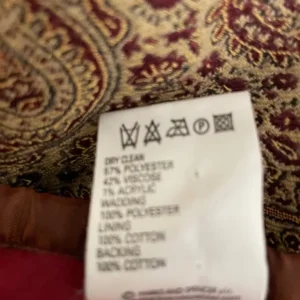 P
DRY CLEAN
57% POLYESTER
42% VISCOSE
1% ACRYLIC
WADDING
100% POLYESTER
LINING
100% COTTON
BACKING
100% COTTON